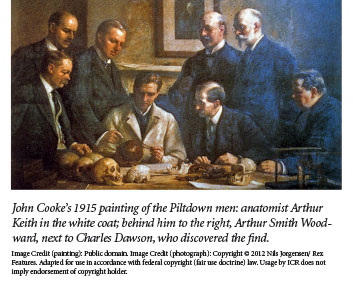 John Cooke's 1915 painting of the Piltdown men: anatomist Arthur
Keith in the white coat; behind him to the right, Arthur Smith Wood-
ward, next to Charles Dawson, who discovered the find.
Image Credit (painting): Public domain. Image Credit (photograph): Copyright © 2012 Nils Jorgensen/ Rex
Features. Adapted for use in accordance with federal copyright (fair use doctrine) law. Usage by ICR does not
imply endorsement of copyright holder.